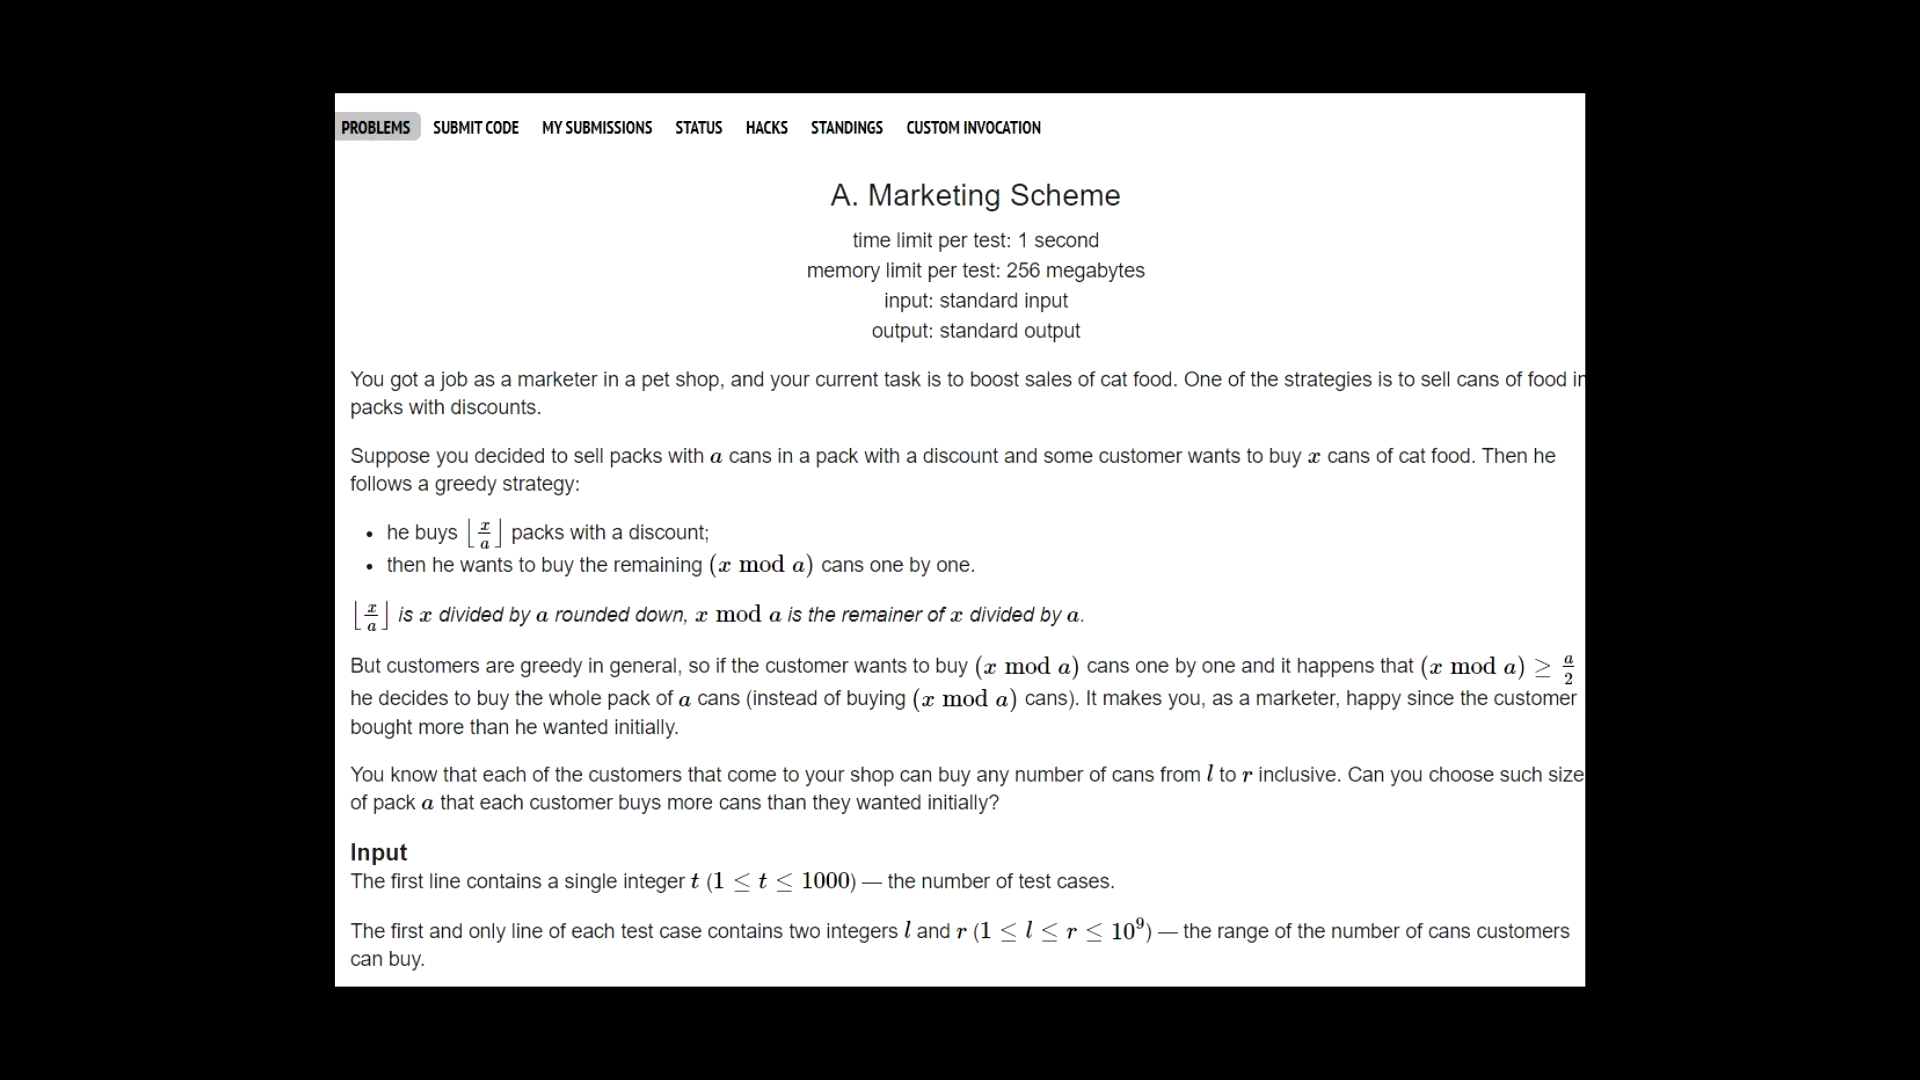 PROBLEMS SUBMIT CODE MY SUBMISSIONS STATUS HACKS STANDINGS CUSTOM INVOCATION
A. Marketing Scheme
time limit per test: 1 second
memory limit per test: 256 megabytes
input: standard input
output: standard output
You got a job as a marketer in a pet shop, and your current task is to boost sales of cat food. One of the strategies is to sell cans of food in
packs with discounts.
Suppose you decided to sell packs with a cans in a pack with a discount and some customer wants to buy x cans of cat food. Then he
follows a greedy strategy:
• he buys ⌊x/a⌋ packs with a discount;
• then he wants to buy the remaining (x mod a) cans one by one.
⌊x/a⌋ is x divided by a rounded down, x mod a is the remainer of x divided by a.
But customers are greedy in general, so if the customer wants to buy (x mod a) cans one by one and it happens that (x mod a) ≥ a/2
he decides to buy the whole pack of a cans (instead of buying (x mod a) cans). It makes you, as a marketer, happy since the customer
bought more than he wanted initially.
You know that each of the customers that come to your shop can buy any number of cans from l to r inclusive. Can you choose such size
of pack a that each customer buys more cans than they wanted initially?
Input
The first line contains a single integer t (1 ≤ t ≤ 1000) — the number of test cases.
The first and only line of each test case contains two integers l and r (1 ≤ l ≤ r ≤ 10⁹) — the range of the number of cans customers
can buy.